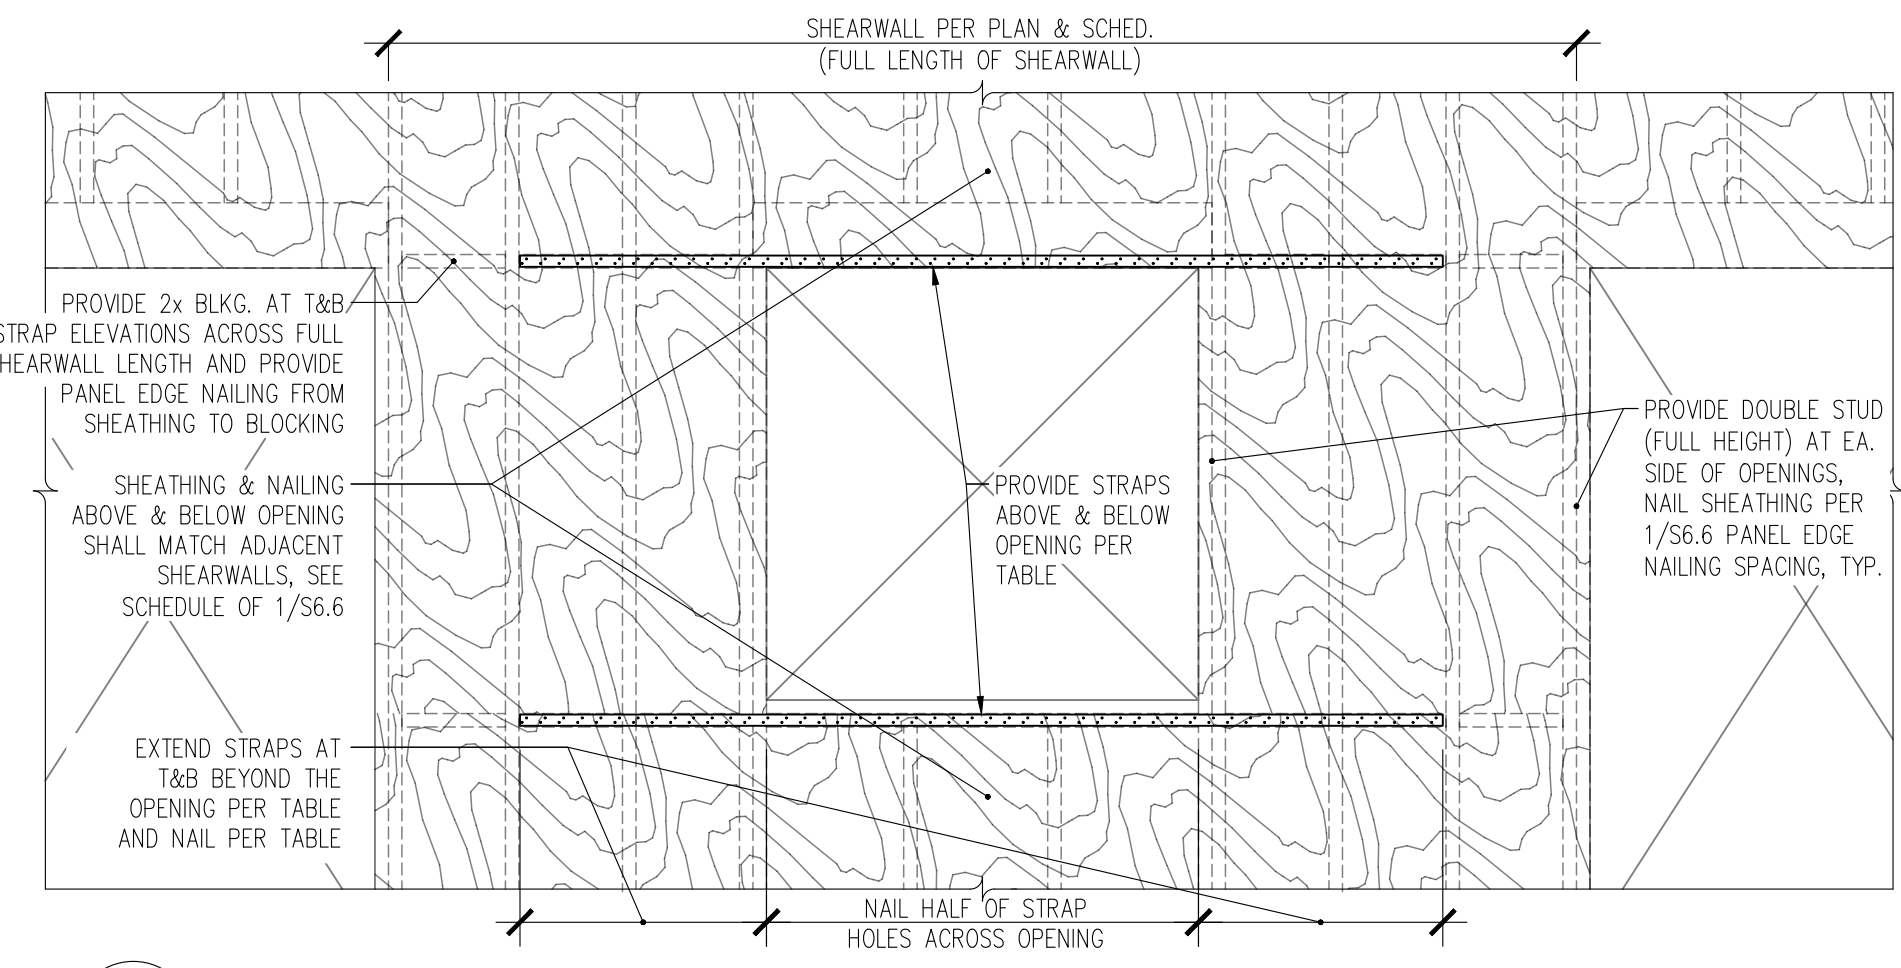 SHEARWALL PER PLAN & SCHED.
(FULL LENGTH OF SHEARWALL)
PROVIDE 2x BLKG. AT T&B
STRAP ELEVATIONS ACROSS FULL
HEARWALL LENGTH AND PROVIDE
PANEL EDGE NAILING FROM
SHEATHING TO BLOCKING
SHEATHING & NAILING
ABOVE & BELOW OPENING
SHALL MATCH ADJACENT
SHEARWALLS, SEE
SCHEDULE OF 1/S6.6
EXTEND STRAPS AT
T&B BEYOND THE
OPENING PER TABLE
AND NAIL PER TABLE
PROVIDE STRAPS
ABOVE & BELOW
OPENING PER
TABLE
PROVIDE DOUBLE STUD
(FULL HEIGHT) AT EA.
SIDE OF OPENINGS,
NAIL SHEATHING PER
1/S6.6 PANEL EDGE
NAILING SPACING, TYP.
NAIL HALF OF STRAP
HOLES ACROSS OPENING